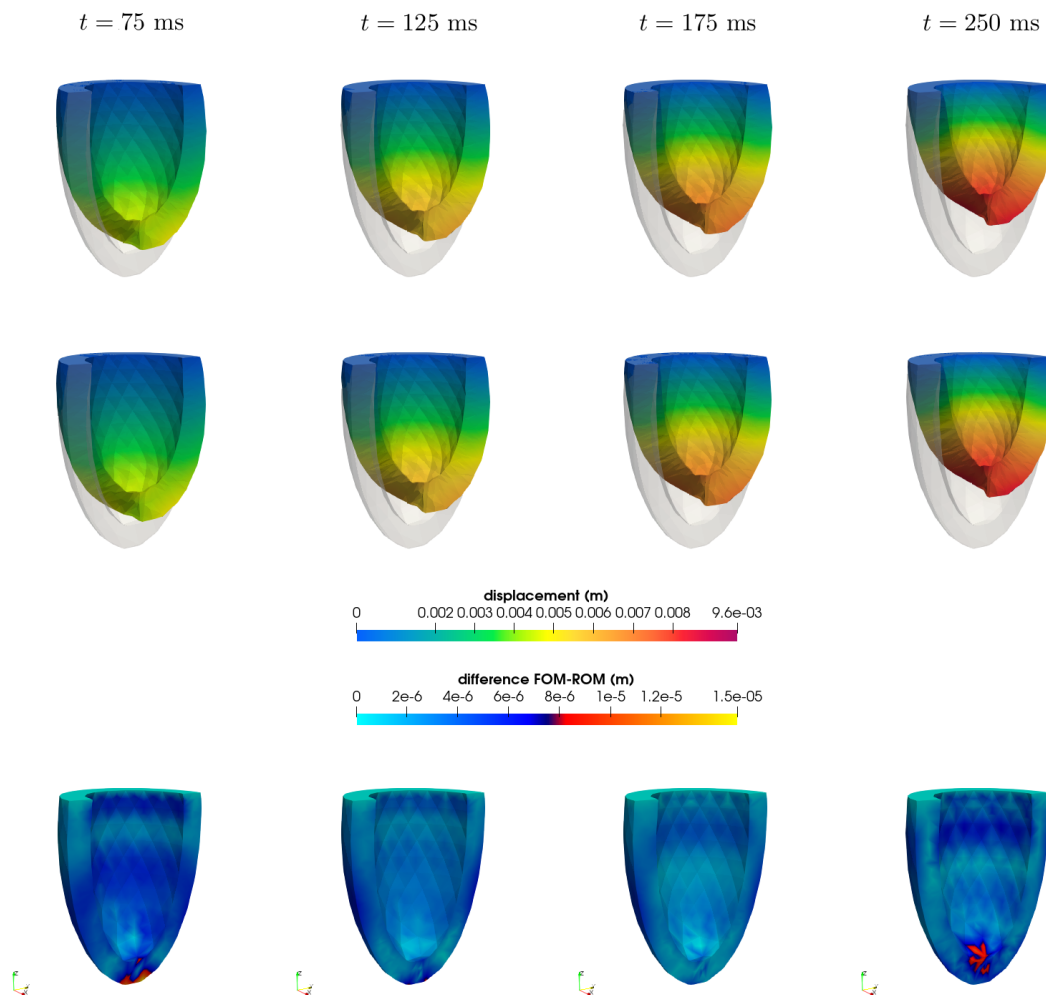 t = 75 ms t = 125 ms t = 175 ms t = 250 ms
displacement (m)
0 0.002 0.003 0.004 0.005 0.006 0.007 0.008 9.6e-03
difference FOM-ROM (m)
0 2e-6 4e-6 6e-6 8e-6 1e-5 1.2e-5 1.5e-05